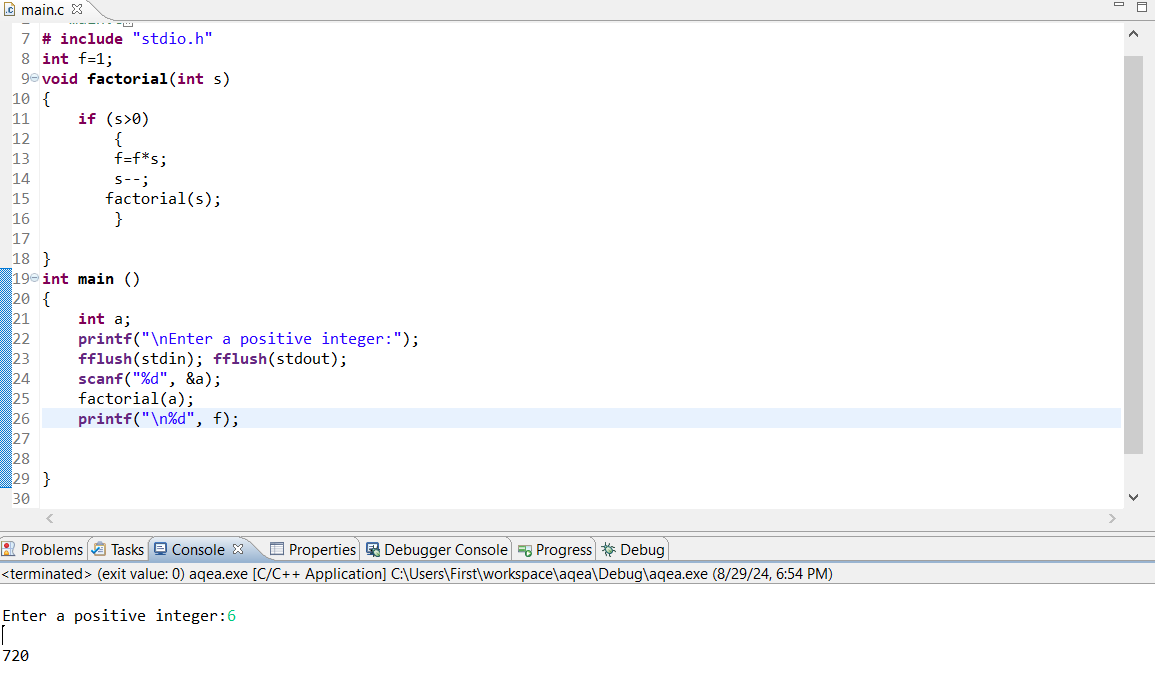 main.c
7 # include "stdio.h"
8 int f=1;
9 void factorial(int s)
10 {
11     if (s>0)
12         {
13         f=f*s;
14         s--;
15        factorial(s);
16         }
17
18 }
19 int main ()
20 {
21     int a;
22     printf("\nEnter a positive integer:");
23     fflush(stdin); fflush(stdout);
24     scanf("%d", &a);
25     factorial(a);
26     printf("\n%d", f);
27
28
29 }
30
Problems Tasks Console Properties Debugger Console Progress Debug
<terminated> (exit value: 0) aqea.exe [C/C++ Application] C:\Users\First\workspace\aqea\Debug\aqea.exe (8/29/24, 6:54 PM)
Enter a positive integer:6
720